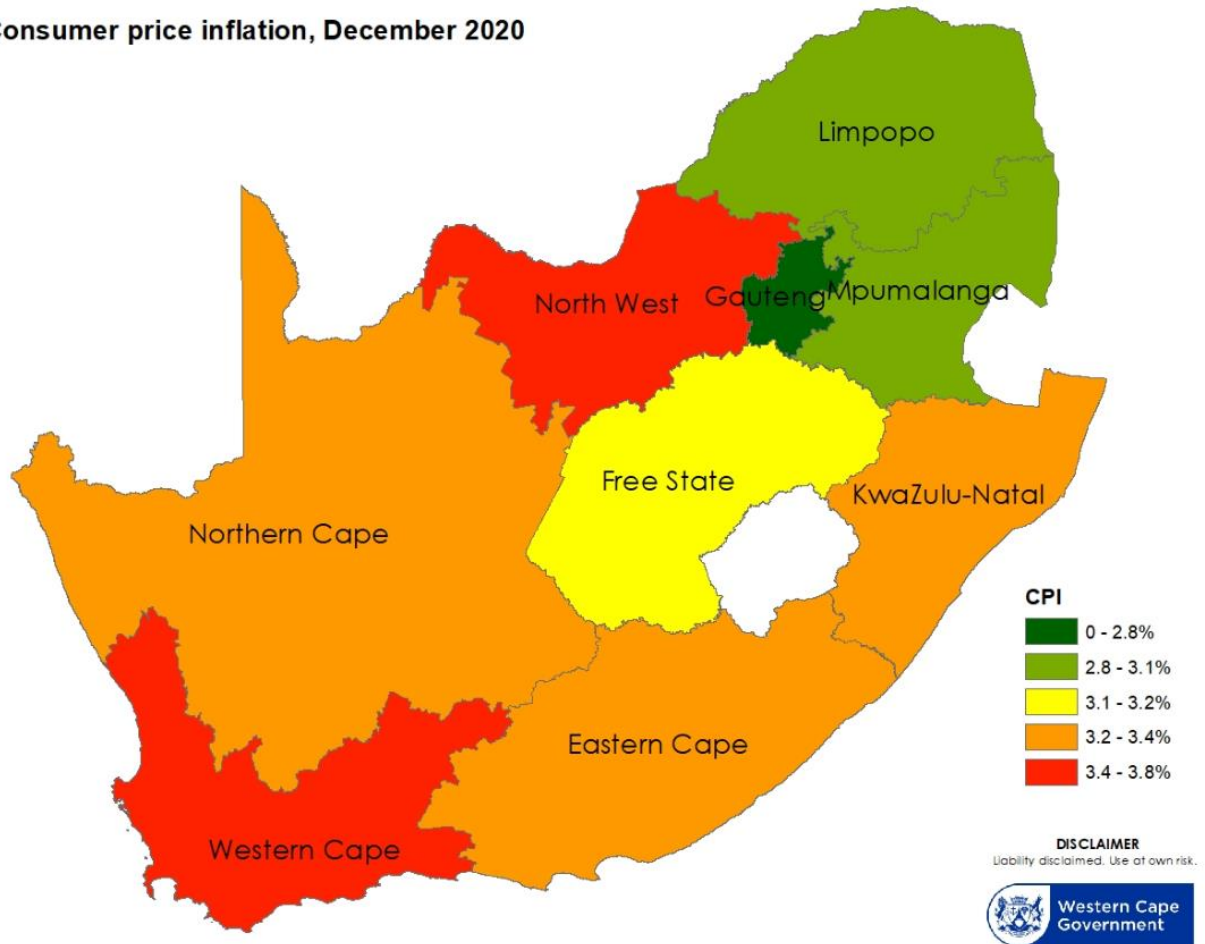 onsumer price inflation, December 2020
Limpopo
North West
Gauteng
Mpumalanga
Free State
KwaZulu-Natal
Northern Cape
Eastern Cape
Western Cape
CPI
0 - 2.8%
2.8 - 3.1%
3.1 - 3.2%
3.2 - 3.4%
3.4 - 3.8%
DISCLAIMER
Liability disclaimed. Use at own risk.
Western Cape
Government